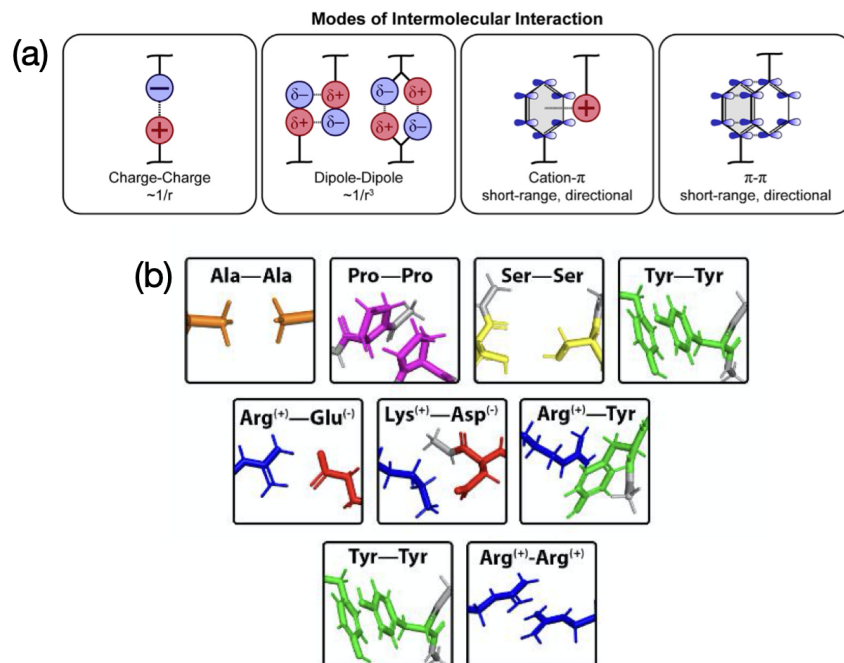 Modes of Intermolecular Interaction
(a)
− + Charge-Charge ~1/r
δ− δ+ δ− δ+
δ+ δ− δ+ δ−
Dipole-Dipole
~1/r³
+
Cation-π
short-range, directional
π-π
short-range, directional
(b)
Ala—Ala
Pro—Pro
Ser—Ser
Tyr—Tyr
Arg⁽⁺⁾—Glu⁽⁻⁾
Lys⁽⁺⁾—Asp⁽⁻⁾
Arg⁽⁺⁾—Tyr
Tyr—Tyr
Arg⁽⁺⁾-Arg⁽⁺⁾